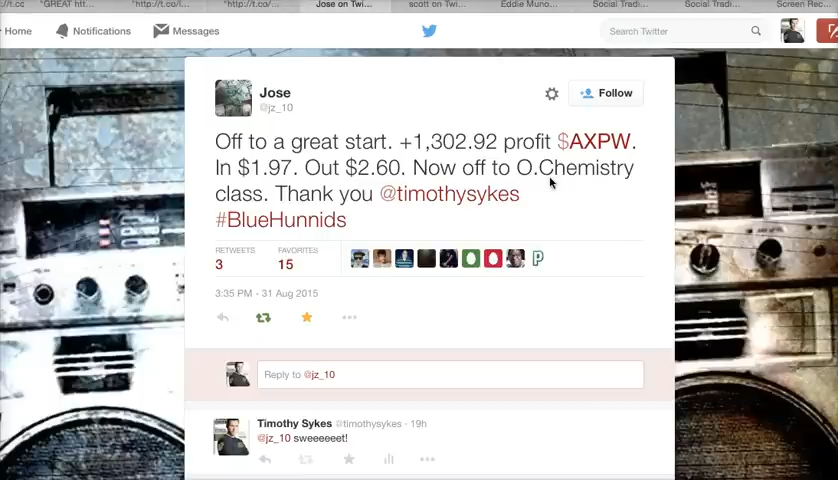 /t.cc
"GREAT htt...
"http://t.co/l...
"http://t.co/...
Jose on Twi...
scott on Tw...
Eddie Muno...
Social Tradi...
Social Tradi...
Screen Rec...
Home
Notifications
Messages
Search Twitter
Jose
@jz_10
Follow
Off to a great start. +1,302.92 profit $AXPW.
In $1.97. Out $2.60. Now off to O.Chemistry
class. Thank you @timothysykes
#BlueHunnids
RETWEETS
3
FAVORITES
15
3:35 PM - 31 Aug 2015
Reply to @jz_10
Timothy Sykes @timothysykes · 19h
@jz_10 sweeeeeet!